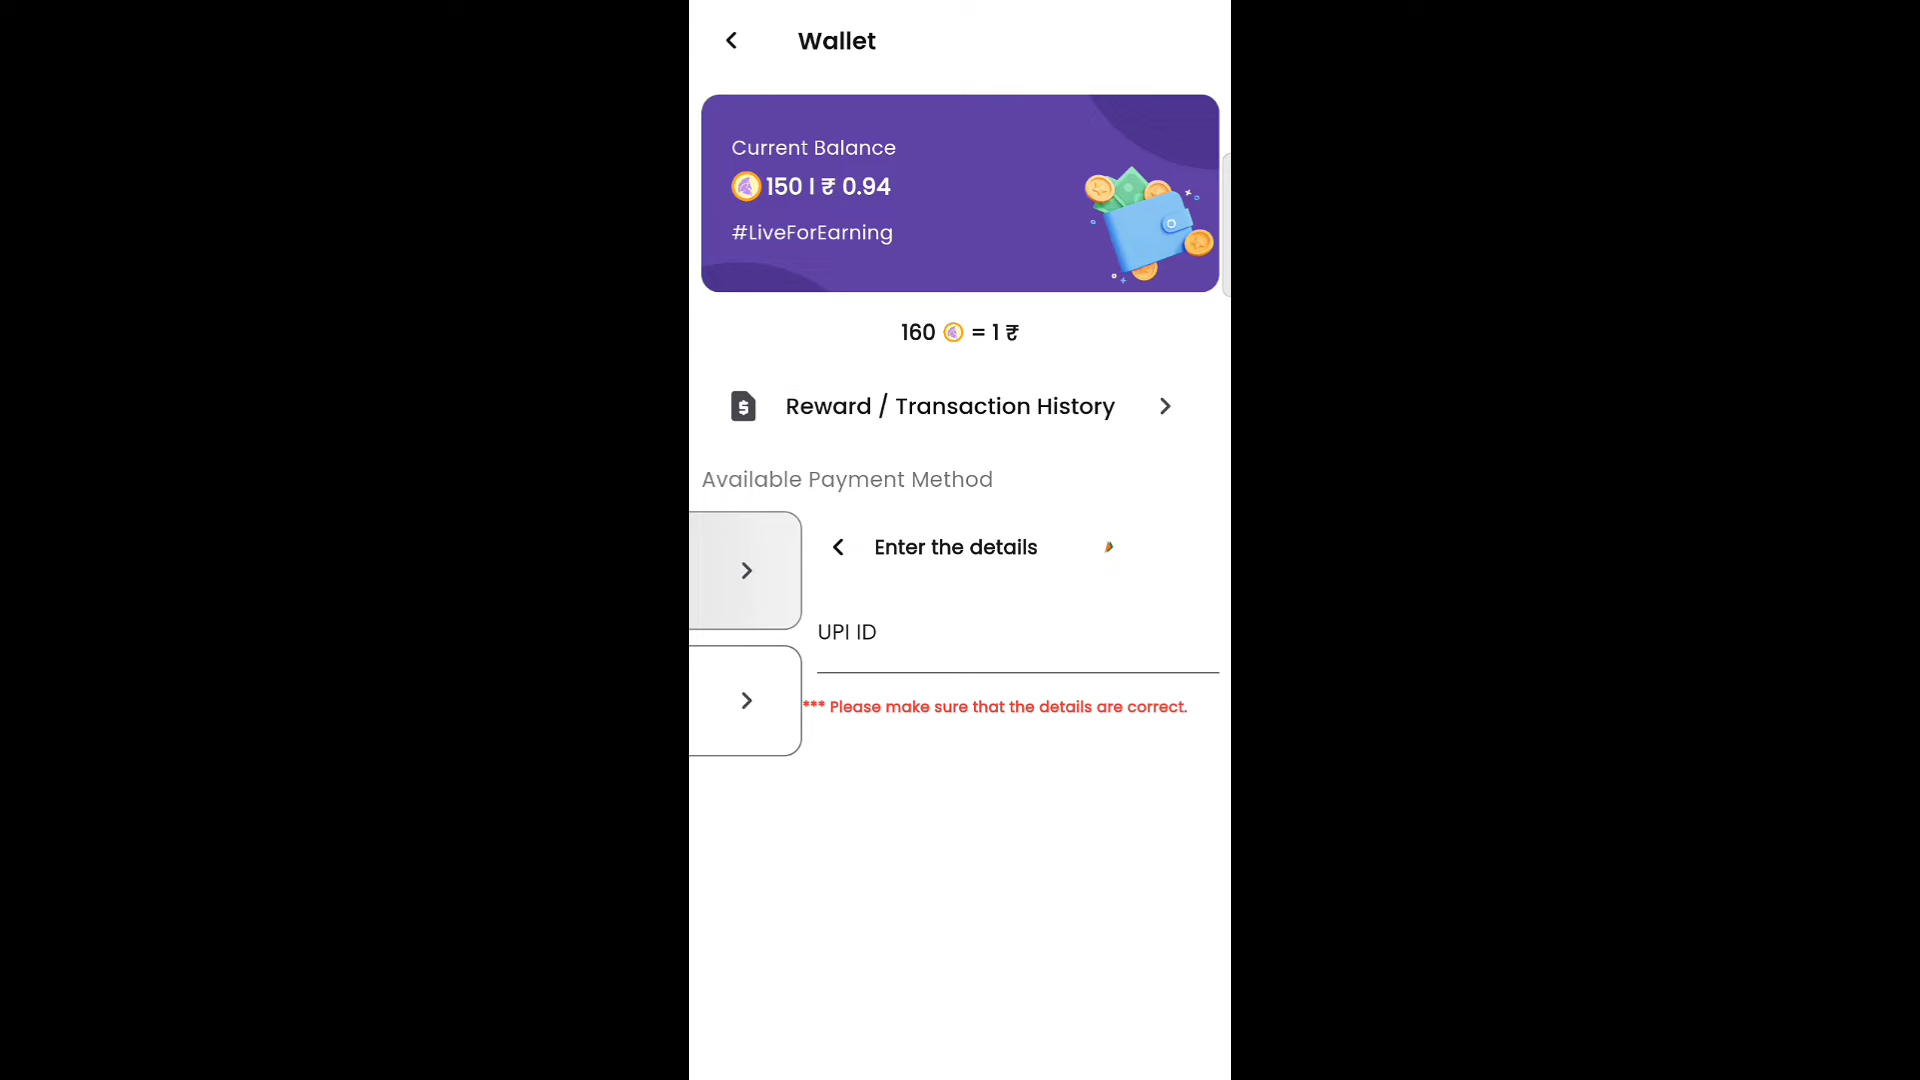 Wallet
Current Balance
150 | ₹ 0.94
#LiveForEarning
160 = 1 ₹
Reward / Transaction History
Available Payment Method
Enter the details
UPI ID
*** Please make sure that the details are correct.